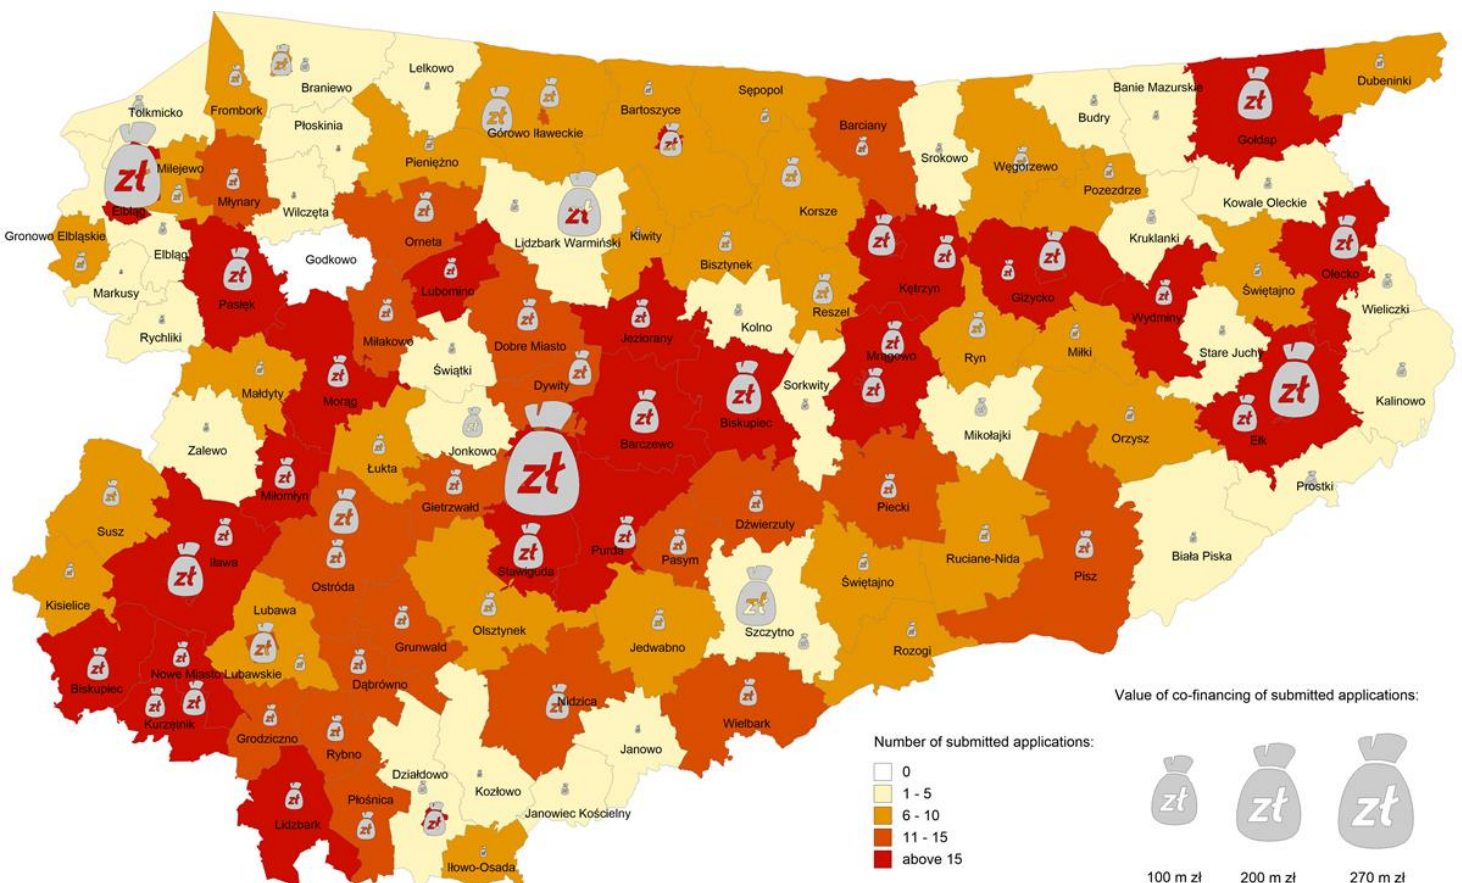 Lelkowo
Braniewo
Banie Mazurskie
Dubeninki
Tolkmicko
Frombork
Górowo Iławeckie
Bartoszyce
Sępopol
Budry
Płoskinia
Barciany
Gołdap
zł
Pieniężno
Srokowo
Węgorzewo
Milejewo
Pozezdrze
Młynary
Wilczęta
Korsze
Kowale Oleckie
Elbląg
Gronowo Elbląskie
Orneta
Lidzbark Warmiński
Kiwity
Kruklanki
Elbląg
Godkowo
Bisztynek
Olecko
Markusy
Pasłęk
Lubomino
Kętrzyn
Giżycko
Świętajno
Wydminy
Wieliczki
Rychliki
Miłakowo
Dobre Miasto
Jeziorany
Kolno
Reszel
Mrągowo
Ryn
Miłki
Stare Juchy
Świątki
Małdyty
Morąg
Dywity
Sorkwity
Kalinowo
Zalewo
Jonkowo
Barczewo
Biskupiec
Mikołajki
Orzysz
Ełk
Łukta
Miłomłyn
Gietrzwałd
Prostki
Susz
Dźwierzuty
Piecki
Iława
Ostróda
Stawiguda
Purda
Pasym
Świętajno
Ruciane-Nida
Pisz
Biała Piska
Kisielice
Lubawa
Olsztynek
Jedwabno
Szczytno
Rozogi
Grunwald
Nowe Miasto Lubawskie
Biskupiec
Dąbrówno
Kurzętnik
Nidzica
Wielbark
Grodziczno
Rybno
Janowo
Działdowo
Kozłowo
Płośnica
Janowiec Kościelny
Lidzbark
Iłowo-Osada
Value of co-financing of submitted applications:
zł zł zł
100 m zł 200 m zł 270 m zł
Number of submitted applications:
0
1 - 5
6 - 10
11 - 15
above 15